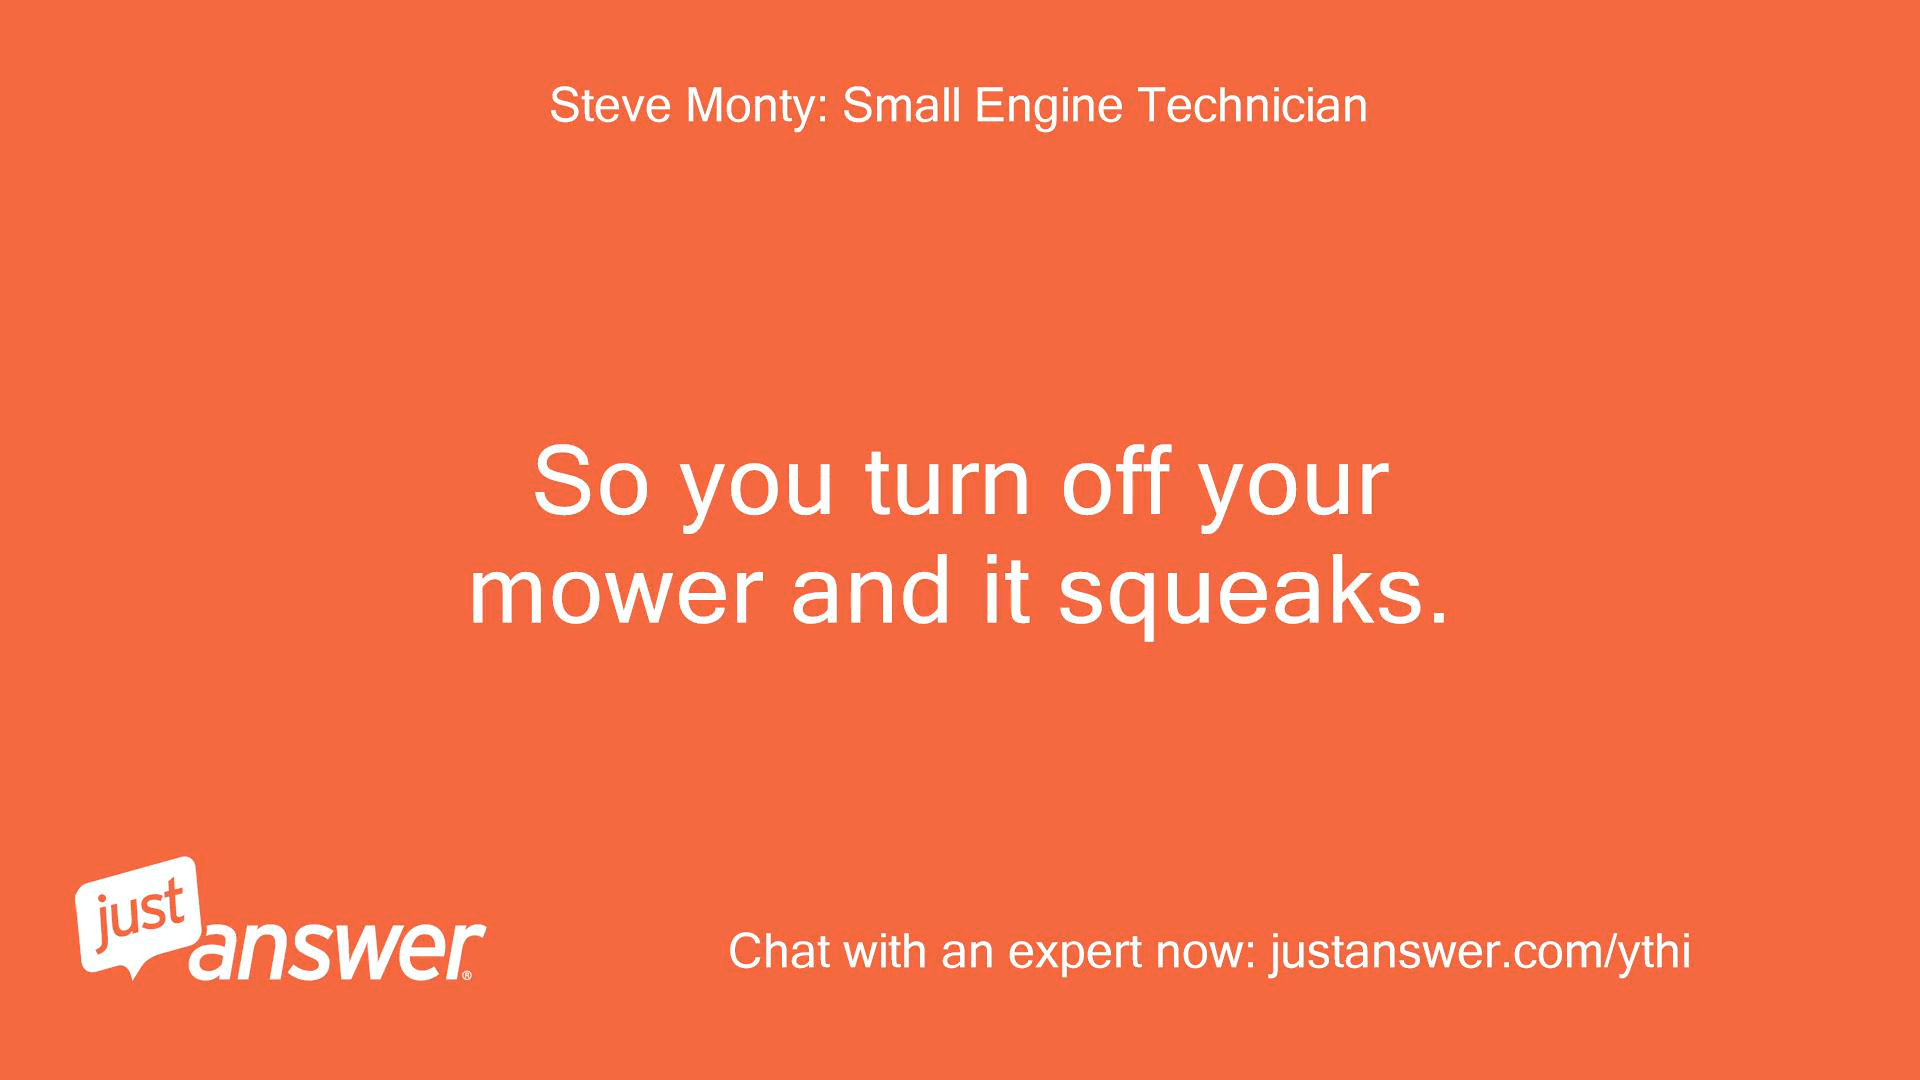 Steve Monty: Small Engine Technician
So you turn off your
mower and it squeaks.
just
answer®
Chat with an expert now: justanswer.com/ythi